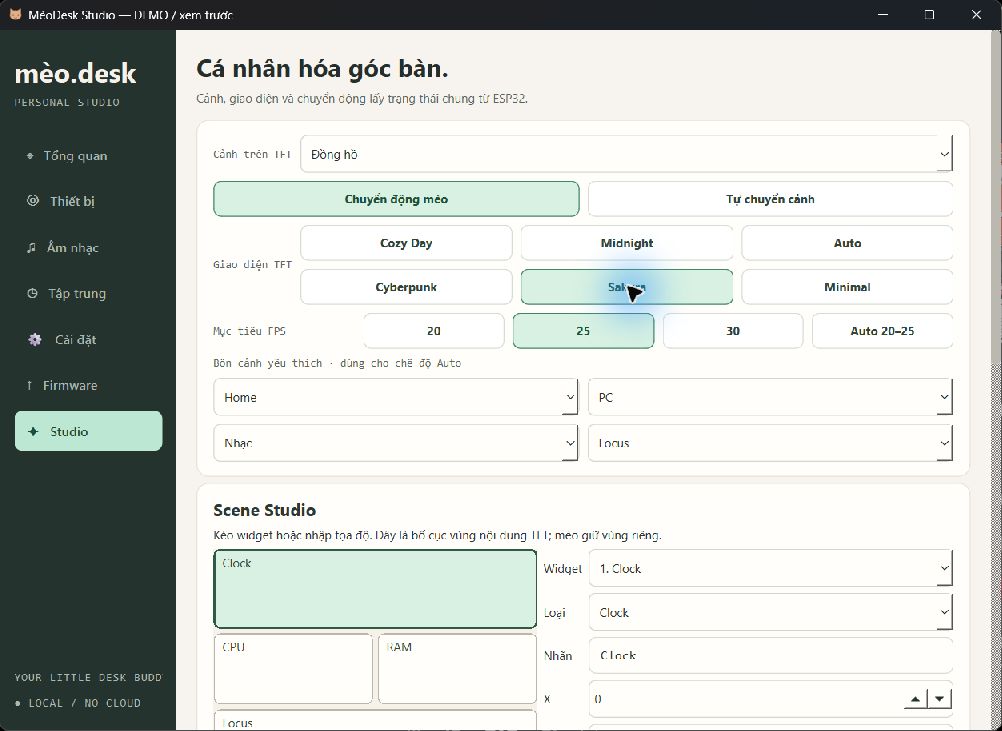 MèoDesk Studio — DEMO / xem trước
mèo.desk
PERSONAL STUDIO
Tổng quan
Thiết bị
Âm nhạc
Tập trung
Cài đặt
Firmware
Studio
YOUR LITTLE DESK BUDD
LOCAL / NO CLOUD
Cá nhân hóa góc bàn.
Cảnh, giao diện và chuyển động lấy trạng thái chung từ ESP32.
Cảnh trên TFT
Đồng hồ
Chuyển động mèo
Tự chuyển cảnh
Giao diện TFT
Cozy Day
Midnight
Auto
Cyberpunk
Sakura
Minimal
Mục tiêu FPS
20
25
30
Auto 20–25
Bốn cảnh yêu thích · dùng cho chế độ Auto
Home
PC
Nhạc
Focus
Scene Studio
Kéo widget hoặc nhập tọa độ. Đây là bố cục vùng nội dung TFT; mèo giữ vùng riêng.
Clock
CPU
RAM
Focus
Widget
1. Clock
Loại
Clock
Nhãn
Clock
X
0